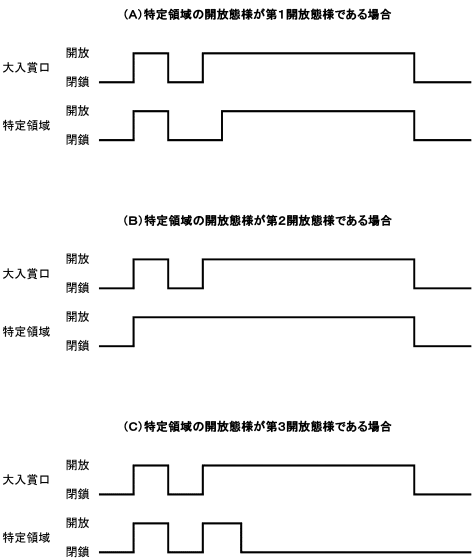 (A)特定領域の開放態様が第1開放態様である場合
開放
大入賞口
閉鎖
開放
特定領域
閉鎖
(B)特定領域の開放態様が第2開放態様である場合
開放
大入賞口
閉鎖
開放
特定領域
閉鎖
(C)特定領域の開放態様が第3開放態様である場合
開放
大入賞口
閉鎖
開放
特定領域
閉鎖